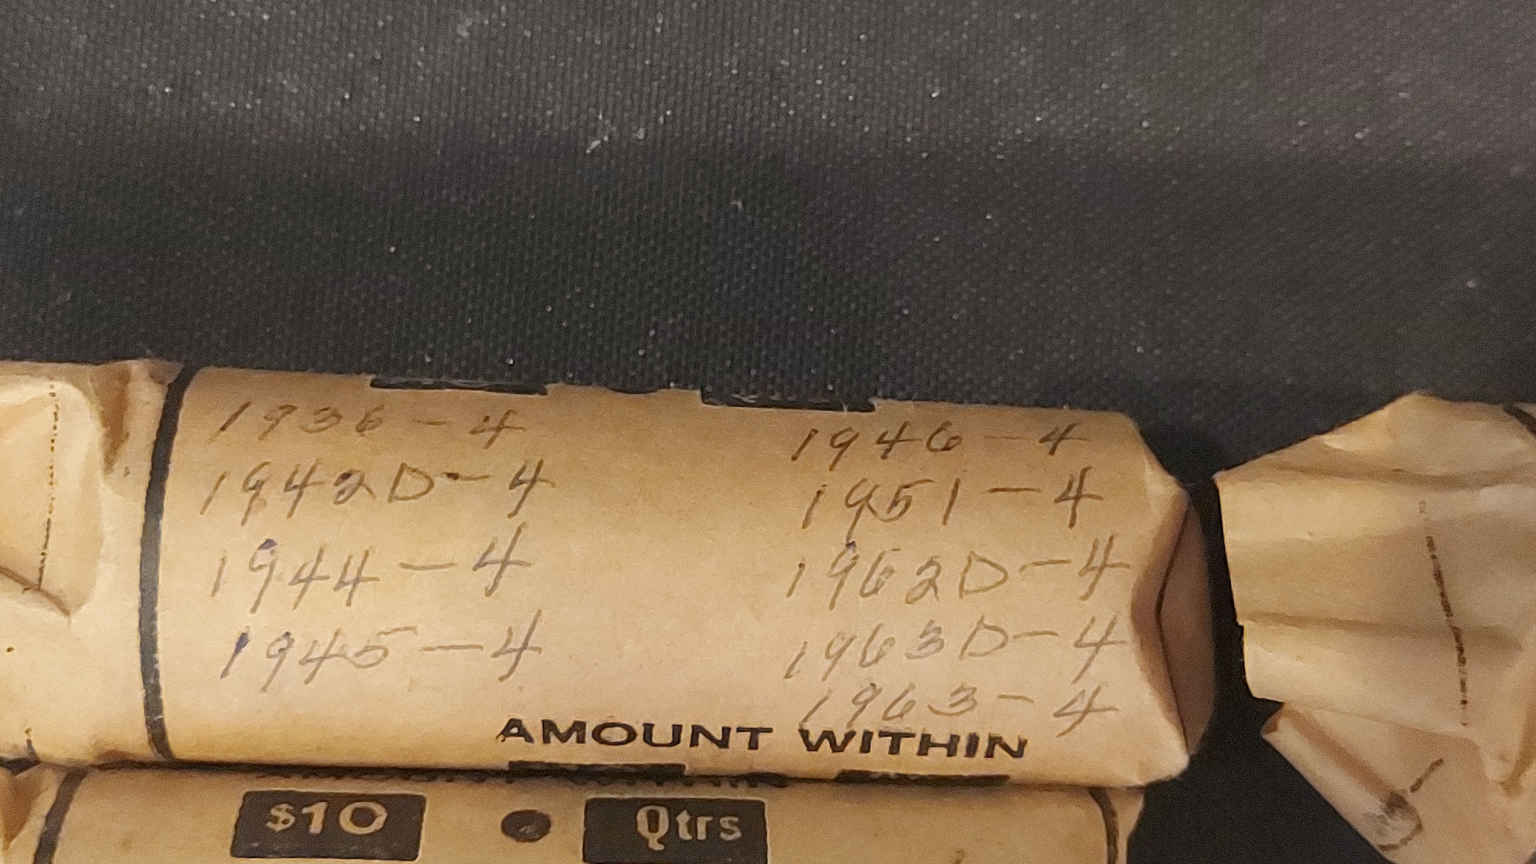 1936 - 4
1942D - 4
1944 - 4
1945 - 4
1946 - 4
1951 - 4
1962D - 4
1963D - 4
1963 - 4
AMOUNT WITHIN
$10 • Qtrs